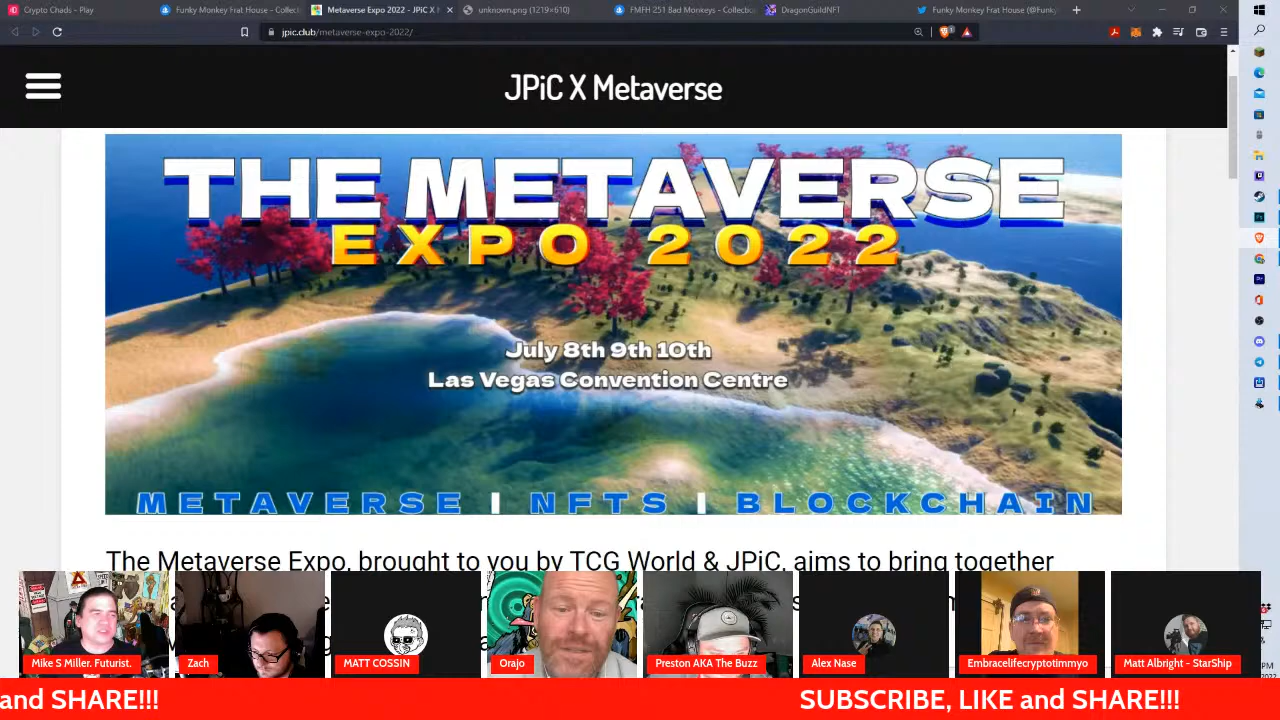 Crypto Chads - Play
Funky Monkey Frat House - Collect
Metaverse Expo 2022 - JPiC X
unknown.png (1219×610)
FMFH 251 Bad Monkeys - Collectio
DragonGuildNFT
Funky Monkey Frat House (@Funky
jpic.club/metaverse-expo-2022/
JPiC X Metaverse
THE METAVERSE
EXPO 2022
July 8th 9th 10th
Las Vegas Convention Centre
METAVERSE | NFTS | BLOCKCHAIN
The Metaverse Expo, brought to you by TCG World & JPiC, aims to bring together
Mike S Miller. Futurist.
Zach
MATT COSSIN
Orajo
Preston AKA The Buzz
Alex Nase
Embracelifecryptotimmyo
Matt Albright - StarShip
PM
2022
and SHARE!!!
SUBSCRIBE, LIKE and SHARE!!!